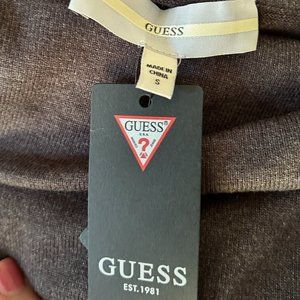 GUESS
MADE IN
CHINA
S
GUESS®
U.S.A.
?
GUESS
EST. 1981